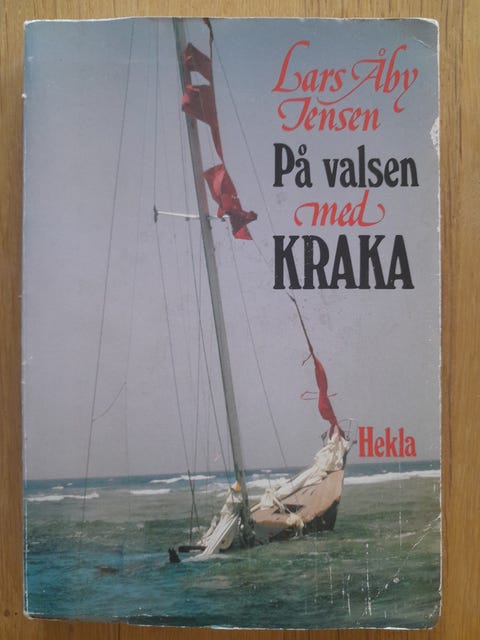 Lars Åby
Jensen
På valsen
med
KRAKA
Hekla